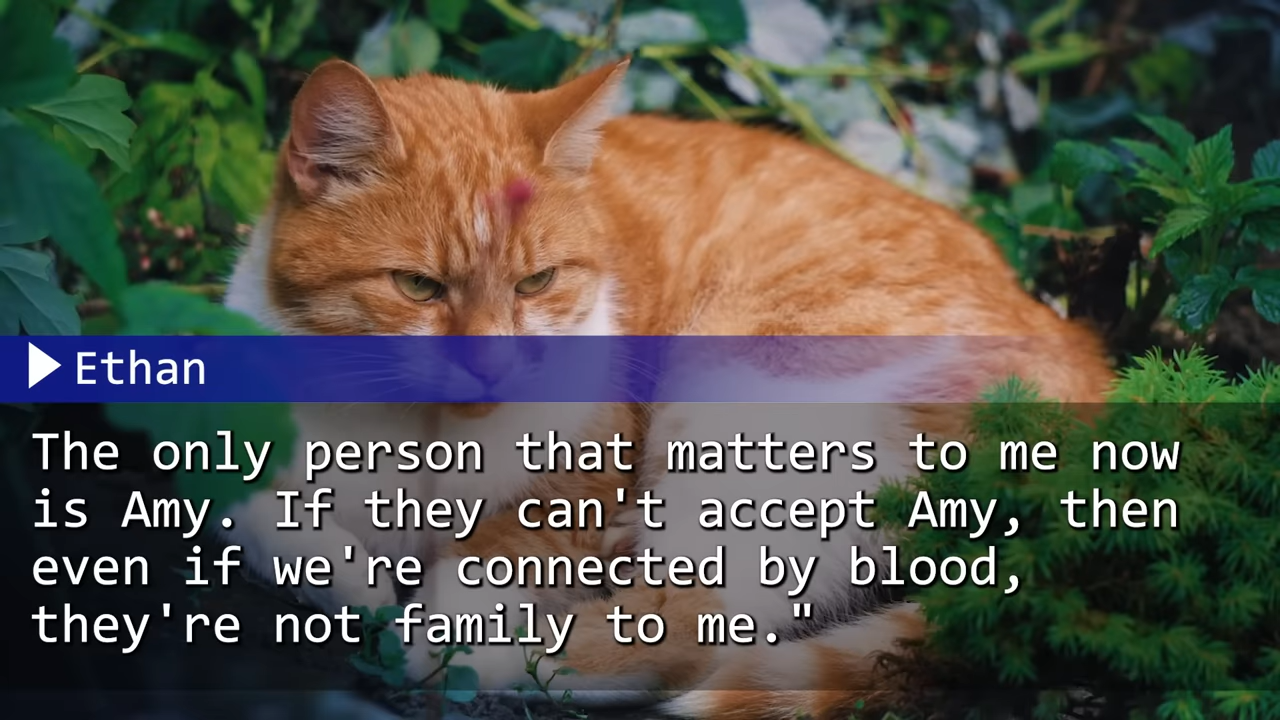 Ethan
The only person that matters to me now
is Amy. If they can't accept Amy, then
even if we're connected by blood,
they're not family to me."